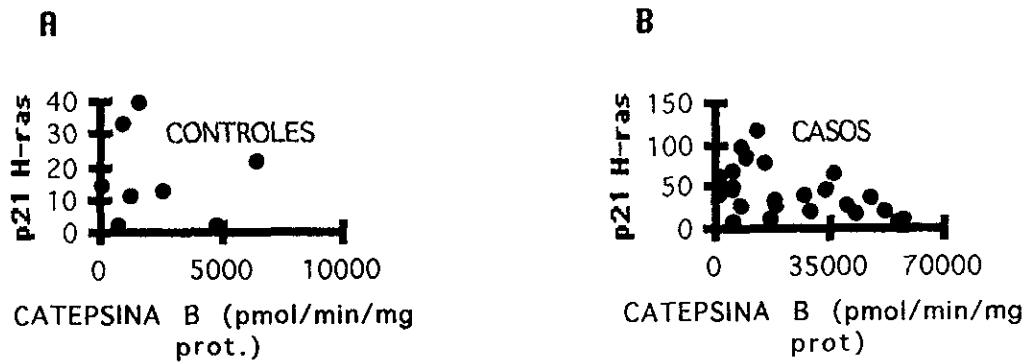 A
p21 H-ras
40
30
20
10
0
CONTROLES
0 5000 10000
CATEPSINA B (pmol/min/mg
prot.)
B
p21 H-ras
150
100
50
0
CASOS
0 35000 70000
CATEPSINA B (pmol/min/mg
prot)